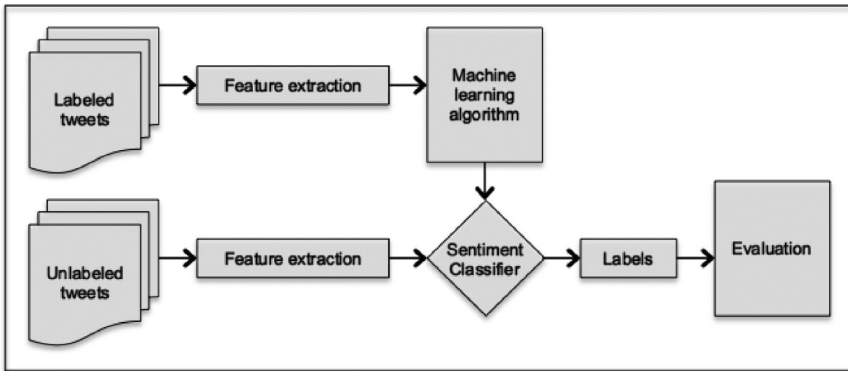 Labeled
tweets
Feature extraction
Machine
learning
algorithm
Unlabeled
tweets
Feature extraction
Sentiment
Classifier
Labels
Evaluation